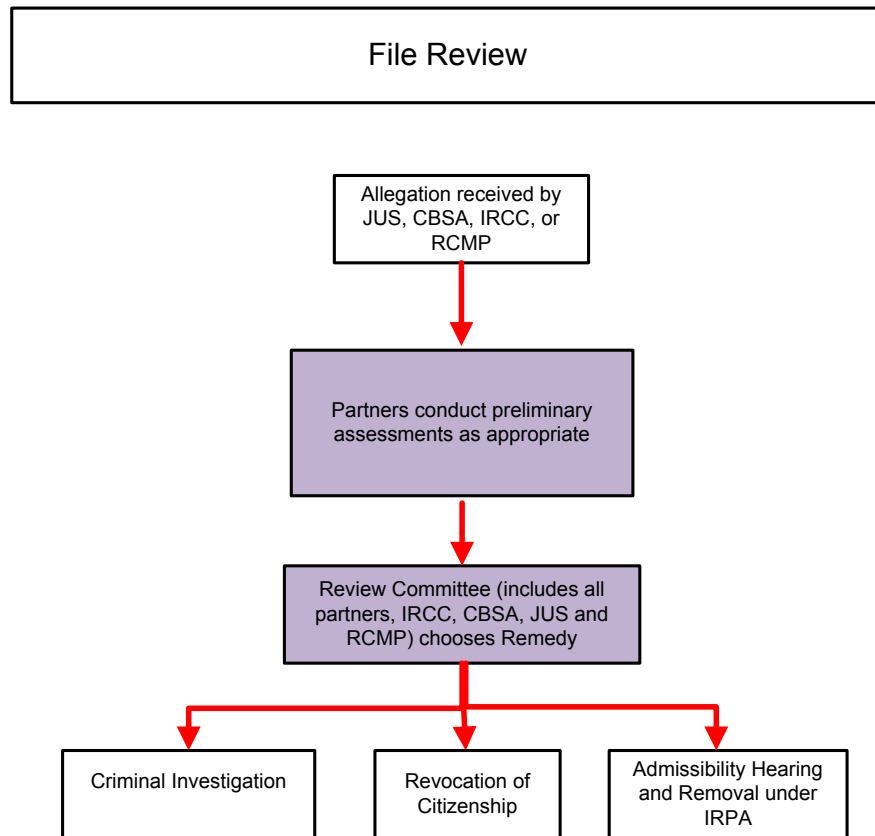 File Review
Allegation received by
JUS, CBSA, IRCC, or
RCMP
Partners conduct preliminary
assessments as appropriate
Review Committee (includes all
partners, IRCC, CBSA, JUS and
RCMP) chooses Remedy
Criminal Investigation
Revocation of
Citizenship
Admissibility Hearing
and Removal under
IRPA